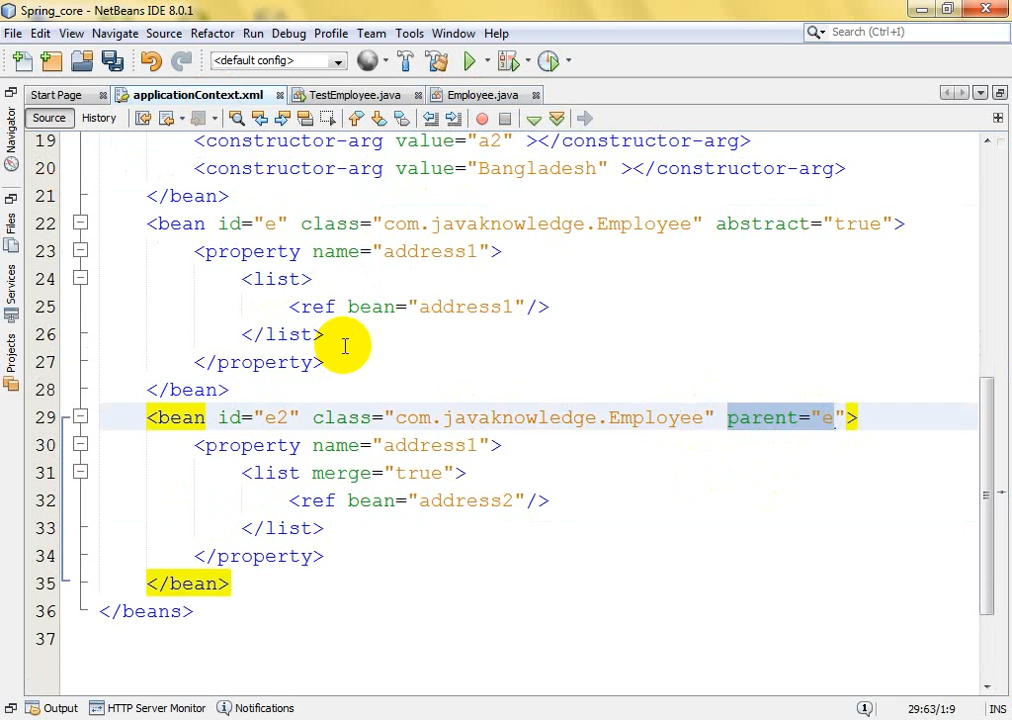 Spring_core - NetBeans IDE 8.0.1
File Edit View Navigate Source Refactor Run Debug Profile Team Tools Window Help
Search (Ctrl+I)
<default config>
Start Page applicationContext.xml TestEmployee.java Employee.java
Source History
Navigator
Files
Services
Projects
19 <constructor-arg value="a2" ></constructor-arg>
20 <constructor-arg value="Bangladesh" ></constructor-arg>
21 </bean>
22 <bean id="e" class="com.javaknowledge.Employee" abstract="true">
23 <property name="address1">
24 <list>
25 <ref bean="address1"/>
26 </list>
27 </property>
28 </bean>
29 <bean id="e2" class="com.javaknowledge.Employee" parent="e">
30 <property name="address1">
31 <list merge="true">
32 <ref bean="address2"/>
33 </list>
34 </property>
35 </bean>
36 </beans>
37
Output HTTP Server Monitor Notifications 29:63/1:9 INS